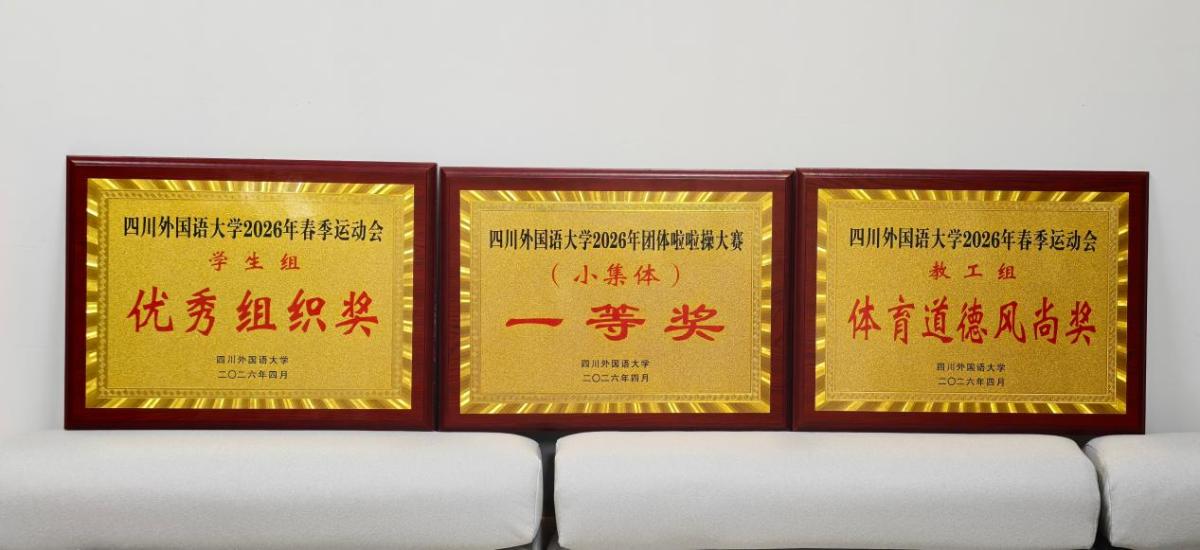 四川外国语大学2026年春季运动会
学生组
优秀组织奖
四川外国语大学
二〇二六年四月
四川外国语大学2026年团体啦啦操大赛
（小集体）
一等奖
四川外国语大学
二〇二六年四月
四川外国语大学2026年春季运动会
教工组
体育道德风尚奖
四川外国语大学
二〇二六年四月